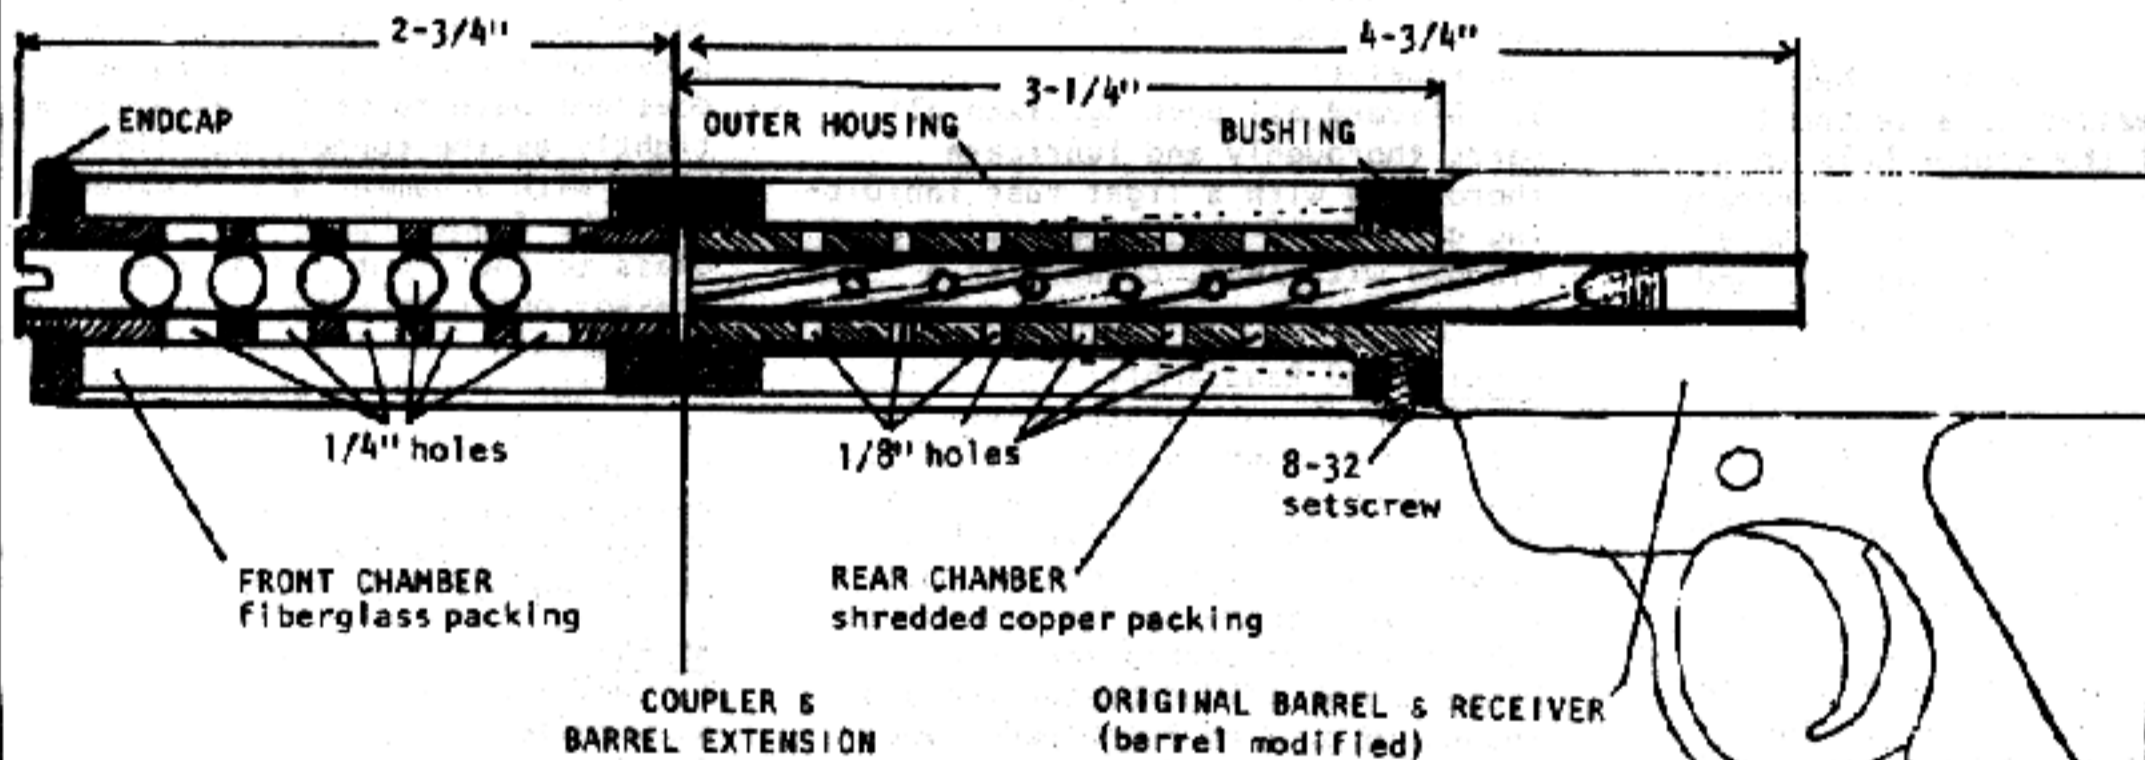 2-3/4"
4-3/4"
3-1/4"
ENDCAP
OUTER HOUSING
BUSHING
1/4" holes
1/8" holes
8-32
setscrew
FRONT CHAMBER
fiberglass packing
REAR CHAMBER
shredded copper packing
COUPLER &
BARREL EXTENSION
ORIGINAL BARREL & RECEIVER
(barrel modified)